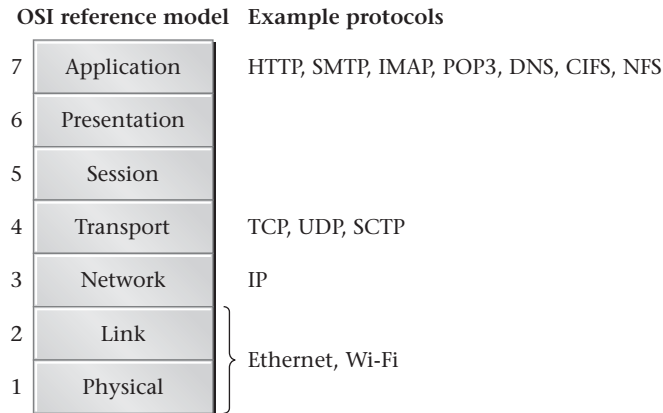 OSI reference model Example protocols
7 Application HTTP, SMTP, IMAP, POP3, DNS, CIFS, NFS
6 Presentation
5 Session
4 Transport TCP, UDP, SCTP
3 Network IP
2 Link
Ethernet, Wi-Fi
1 Physical